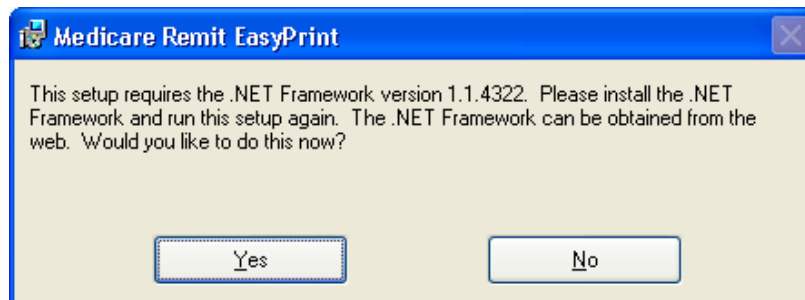 Medicare Remit EasyPrint
This setup requires the .NET Framework version 1.1.4322.  Please install the .NET
Framework and run this setup again.  The .NET Framework can be obtained from the
web.  Would you like to do this now?
Yes
No